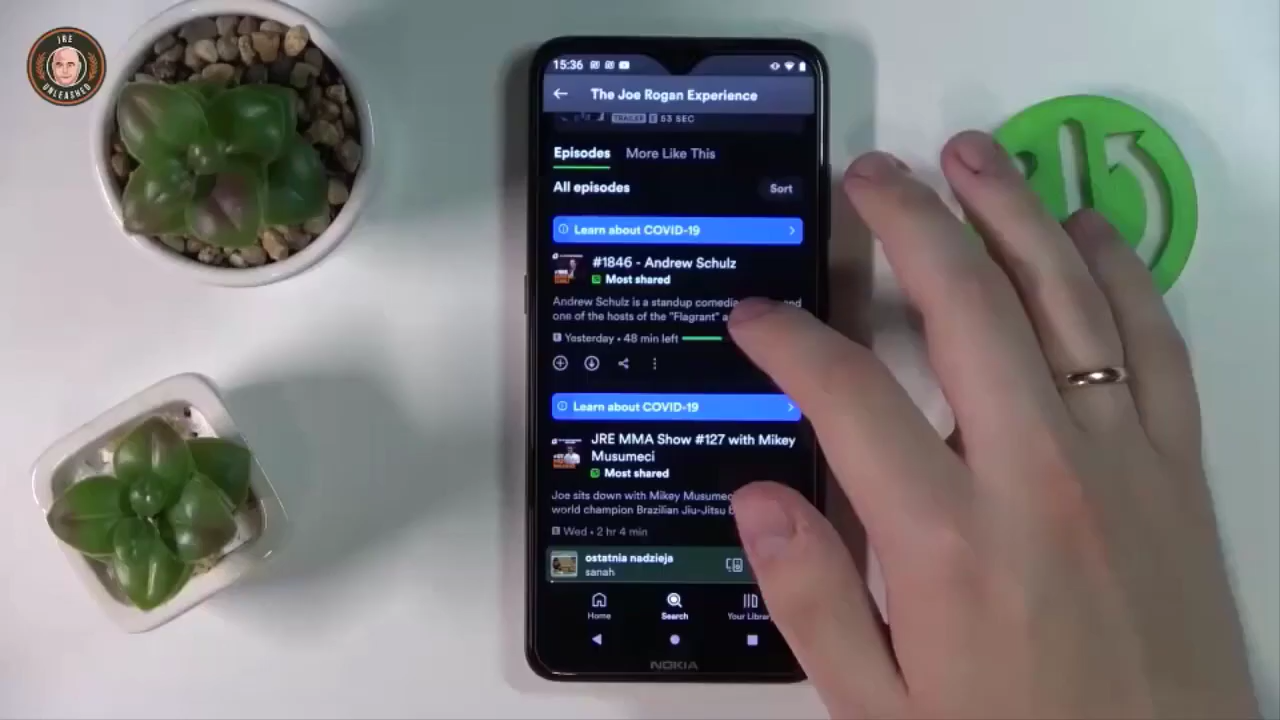 JRE
UNLEASHED
15:36
The Joe Rogan Experience
TRAILER E 53 SEC
Episodes More Like This
All episodes
Sort
Learn about COVID-19
#1846 - Andrew Schulz
Most shared
Andrew Schulz is a standup and
one of the hosts of the "Flagrant"
E Yesterday • 48 min left
Learn about COVID-19
JRE MMA Show #127 with Mikey
Musumeci
Most shared
Joe sits down with Mikey
world champion Brazilian Jiu-Jitsu
E Wed • 2 hr 4 min
ostatnia nadzieja
sanah
Home Search Your
NOKIA